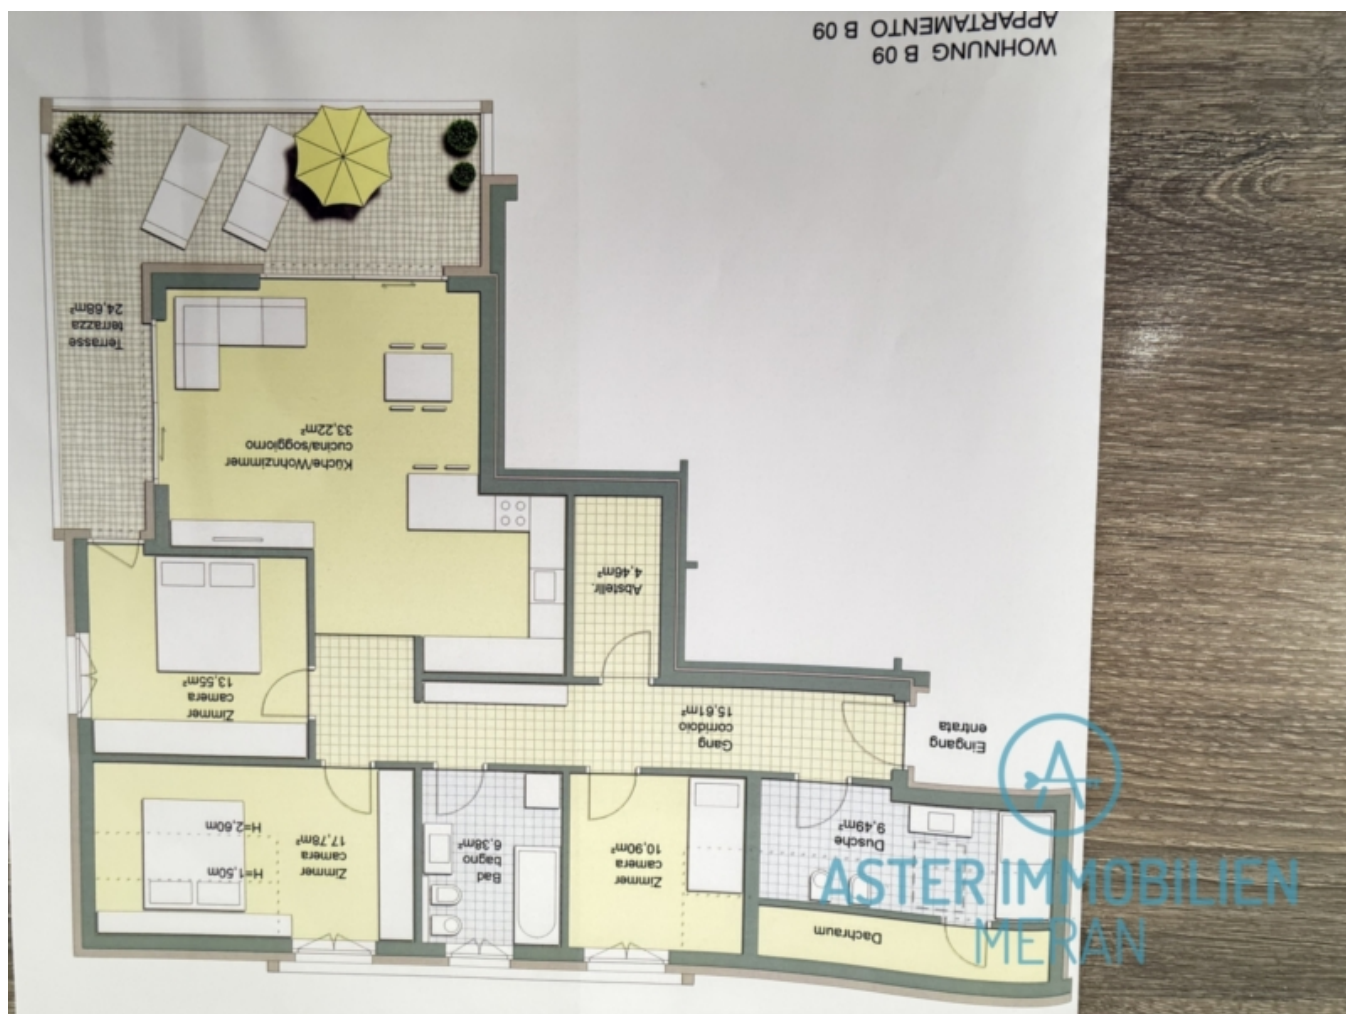 WOHNUNG B 09
APPARTAMENTO B 09
Terrasse
terrazza
24,68m²
Küche/Wohnzimmer
cucina/soggiorno
33,22m²
Abstellr.
4,46m²
Zimmer
camera
13,55m²
Gang
corridoio
15,61m²
Eingang
entrata
Zimmer
camera
17,78m²
H=2,60m
H=1,50m
Bad
bagno
6,38m²
Zimmer
camera
10,90m²
Dusche
9,49m²
Dachraum
ASTER IMMOBILIEN
MERAN